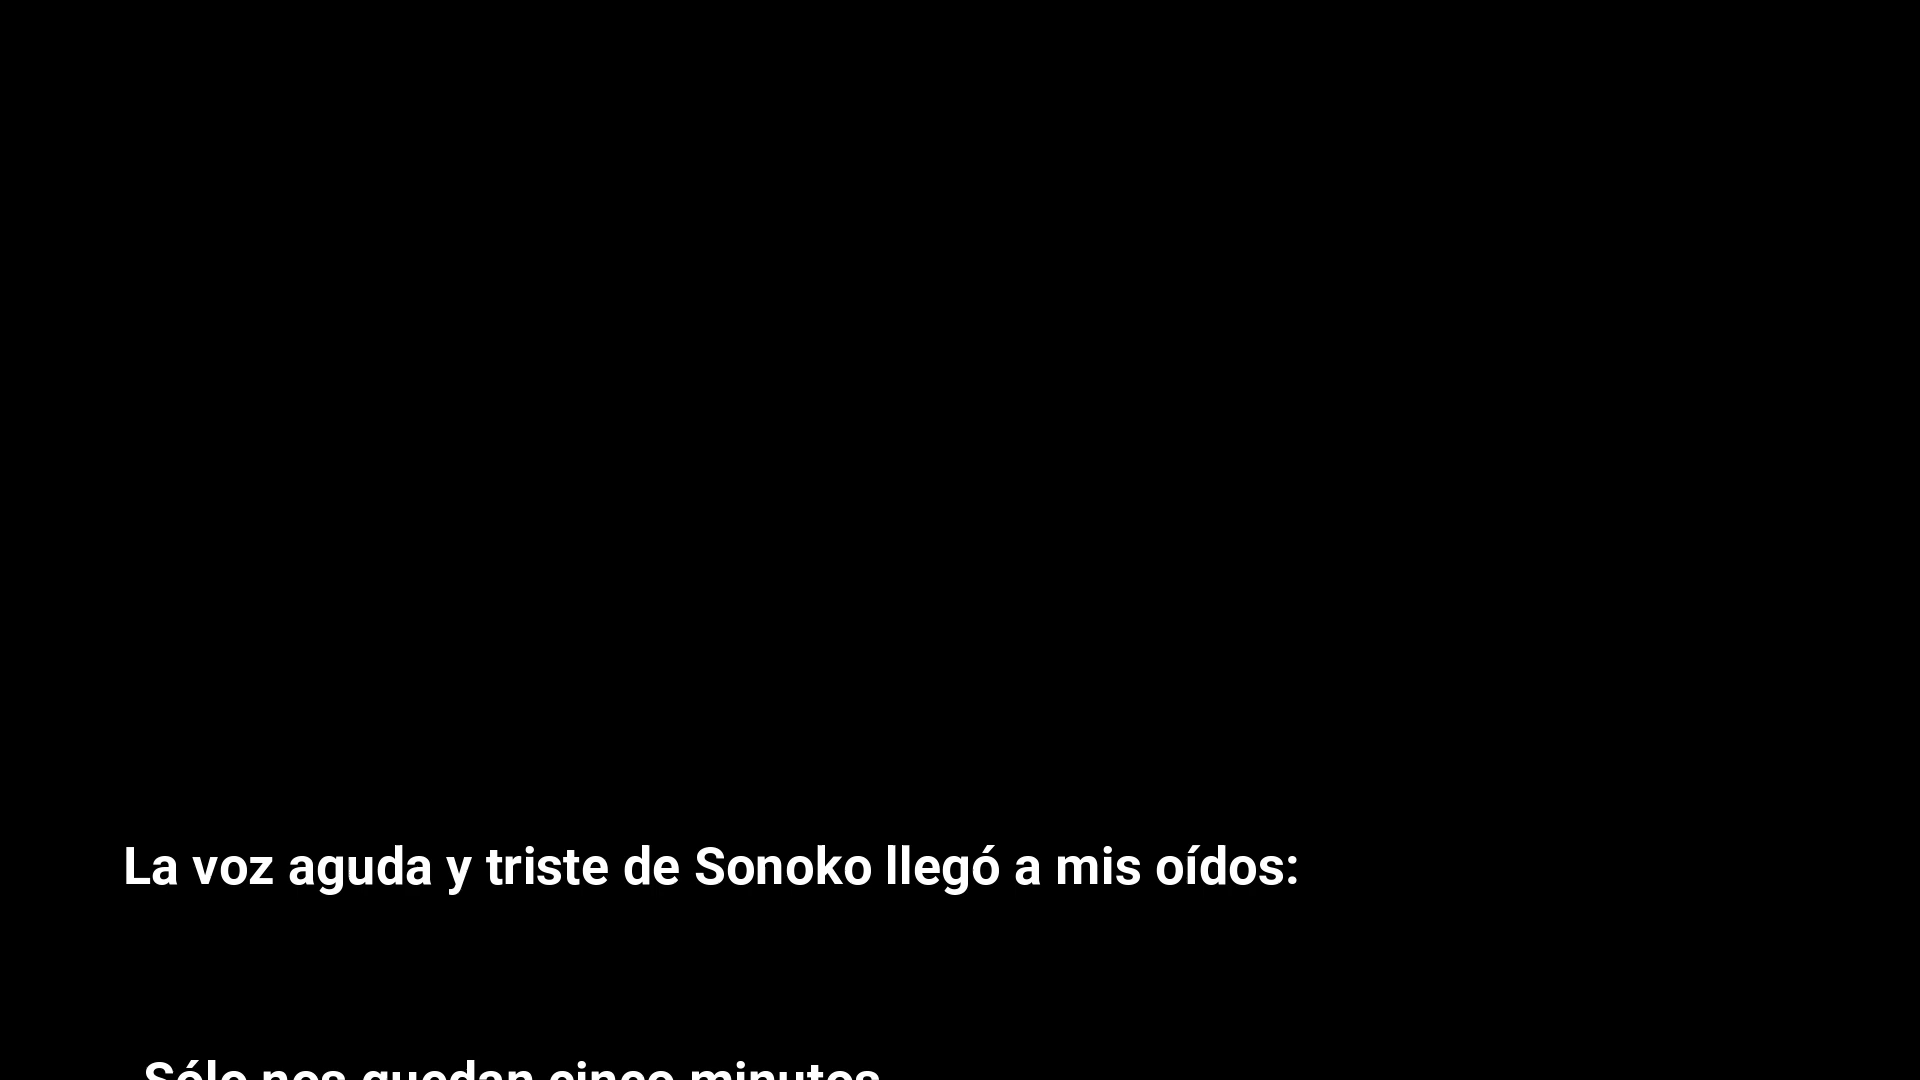 La voz aguda y triste de Sonoko llegó a mis oídos:
Sólo nos quedan cinco minutos